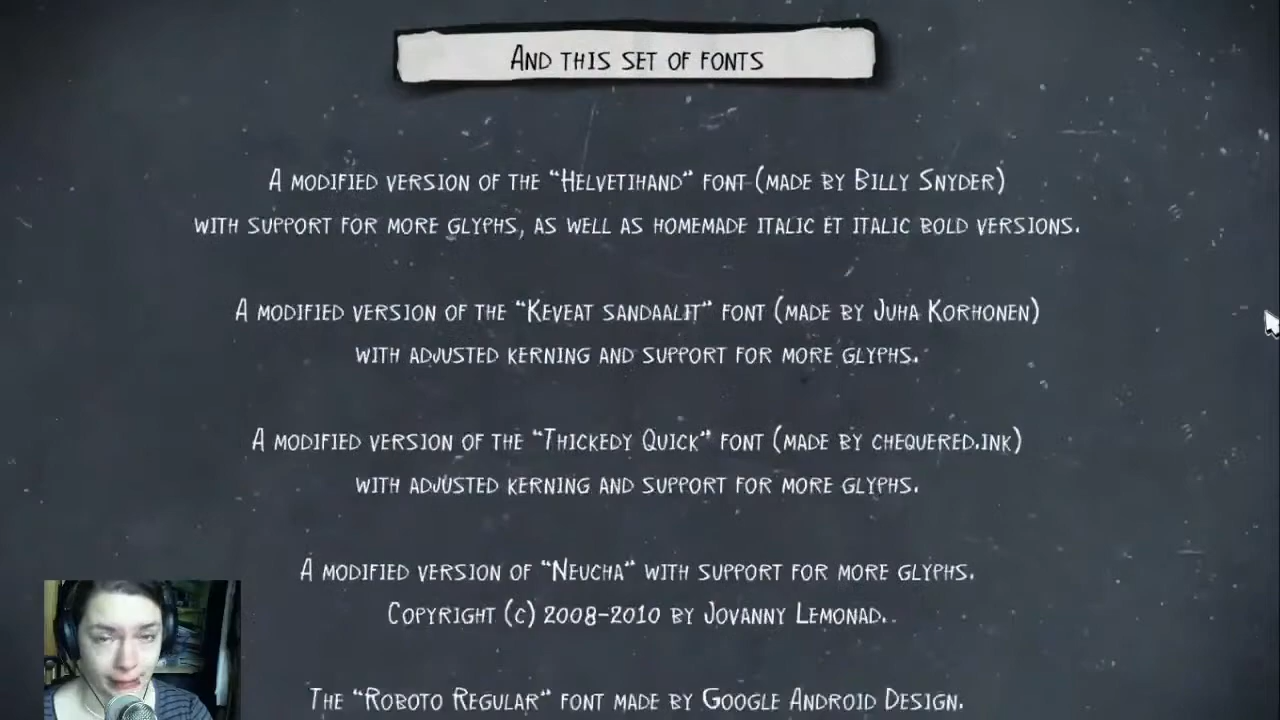 And this set of fonts
A modified version of the “Helvetihand” font (made by Billy Snyder)
with support for more glyphs, as well as homemade italic et italic bold versions.
A modified version of the “Keveat sandaalit” font (made by Juha Korhonen)
with adjusted kerning and support for more glyphs.
A modified version of the “Thickedy Quick” font (made by chequered.ink)
with adjusted kerning and support for more glyphs.
A modified version of “Neucha” with support for more glyphs.
Copyright (c) 2008-2010 by Jovanny Lemonad.
The “Roboto Regular” font made by Google Android Design.